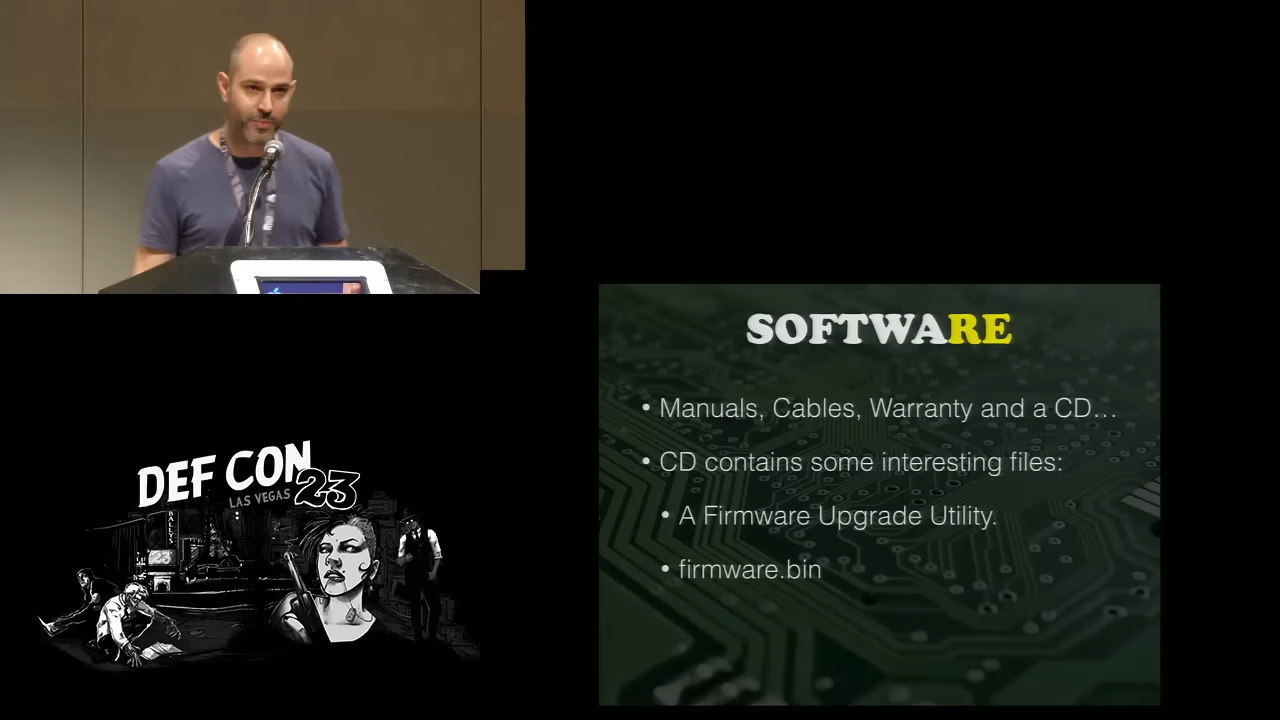 SOFTWARE
• Manuals, Cables, Warranty and a CD…
• CD contains some interesting files:
• A Firmware Upgrade Utility.
• firmware.bin
DEF CON
LAS VEGAS 23
BALLY'S